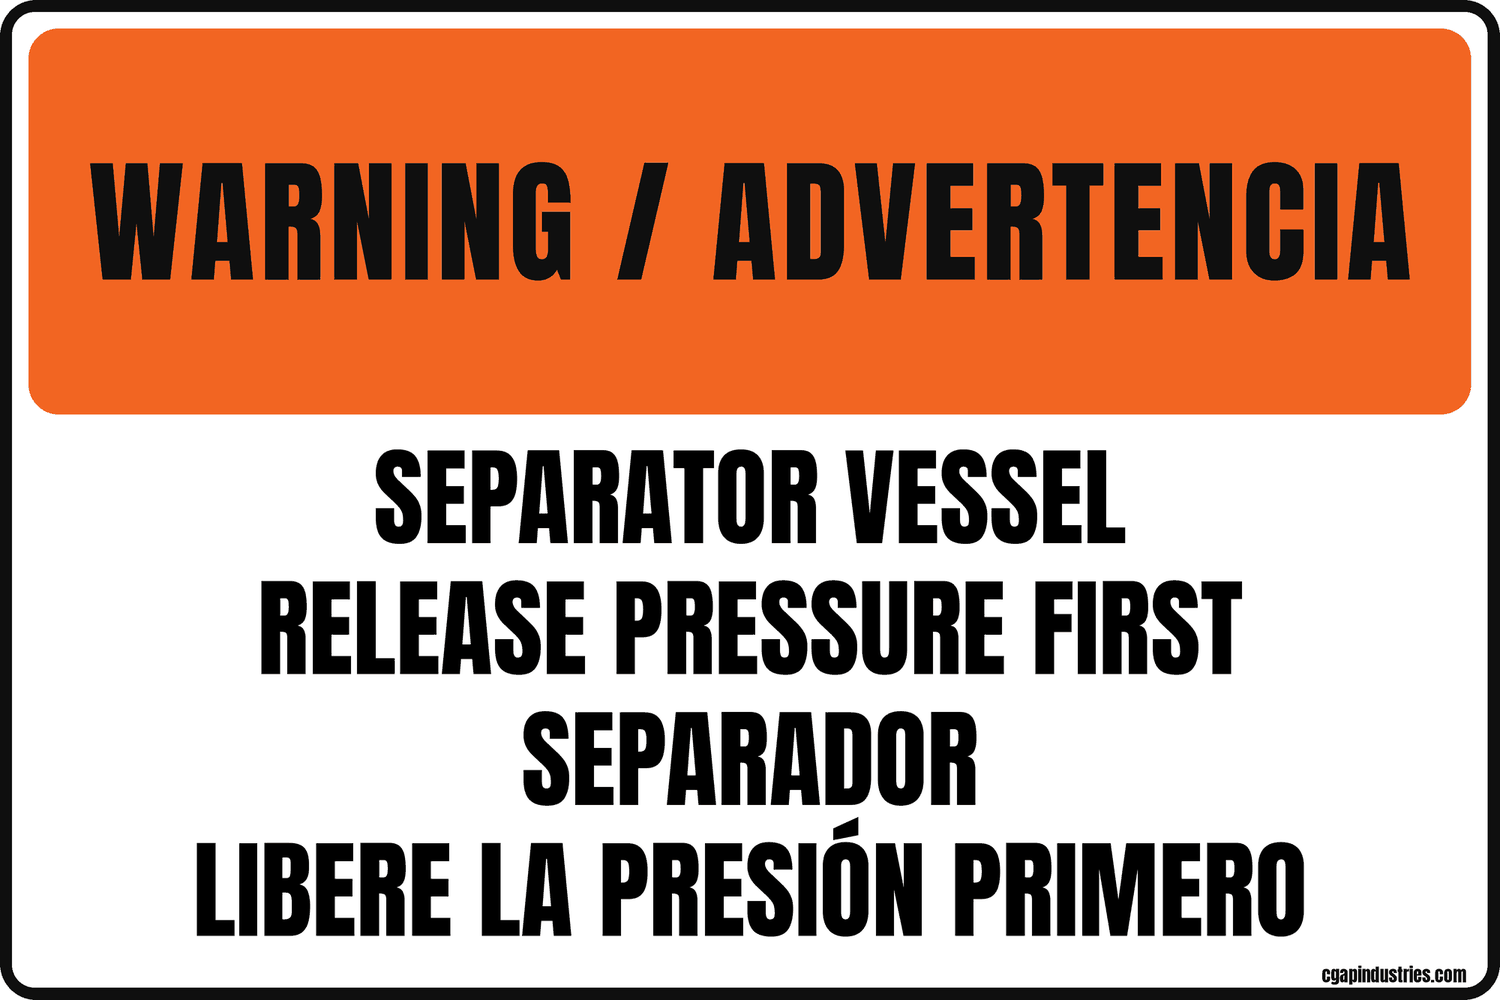 WARNING / ADVERTENCIA
SEPARATOR VESSEL
RELEASE PRESSURE FIRST
SEPARADOR
LIBERE LA PRESIÓN PRIMERO
cgapindustries.com